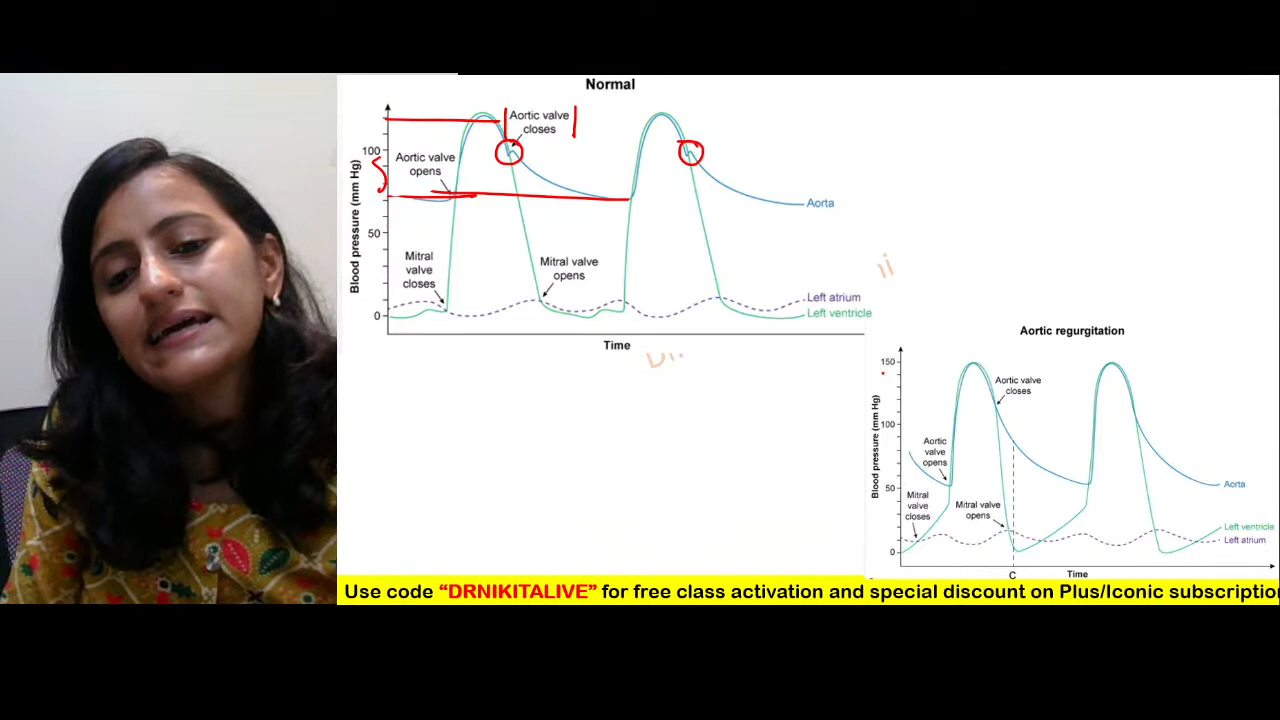 Normal
Blood pressure (mm Hg)
100
50
0
Aortic valve
opens
Aortic valve
closes
Mitral
valve
closes
Mitral valve
opens
Aorta
Left atrium
Left ventricle
Time
Aortic regurgitation
Blood pressure (mm Hg)
150
100
50
0
Aortic valve
closes
Aortic
valve
opens
Mitral
valve
closes
Mitral valve
opens
Aorta
Left ventricle
Left atrium
C
Time
Use code “DRNIKITALIVE” for free class activation and special discount on Plus/Iconic subscription